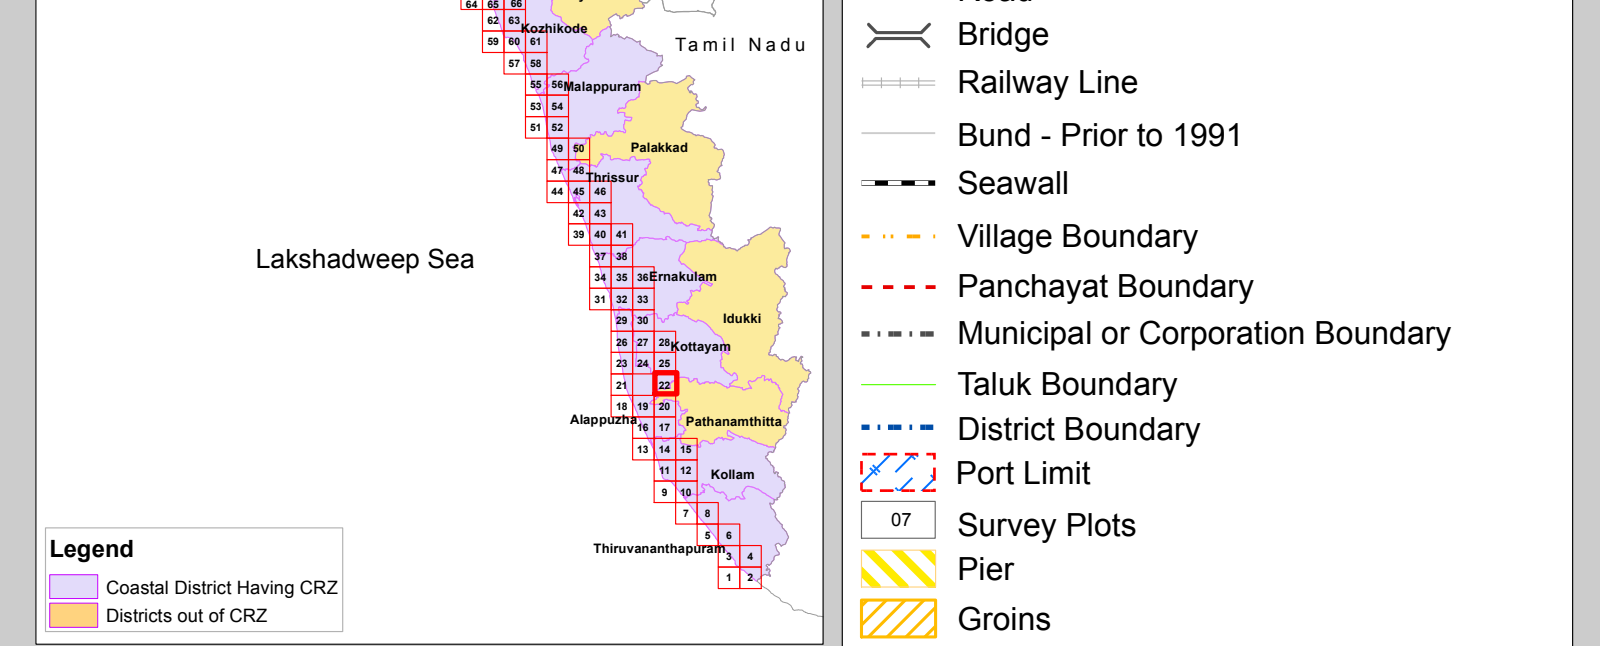 64 65 66
62 63
Kozhikode
59 60 61
Tamil Nadu
57 58
55 56
Malappuram
53 54
51 52
49 50
Palakkad
47 48
Thrissur
44 45 46
42 43
39 40 41
37 38
Lakshadweep Sea
34 35 36
Ernakulam
31 32 33
29 30
Idukki
26 27 28
Kottayam
23 24 25
21 22
18 19 20
Alappuzha
Pathanamthitta
16 17
13 14 15
11 12
Kollam
9 10
7 8
5 6
Thiruvananthapuram
3 4
1 2
Legend
Coastal District Having CRZ
Districts out of CRZ
Road
Bridge
Railway Line
Bund - Prior to 1991
Seawall
Village Boundary
Panchayat Boundary
Municipal or Corporation Boundary
Taluk Boundary
District Boundary
Port Limit
07
Survey Plots
Pier
Groins